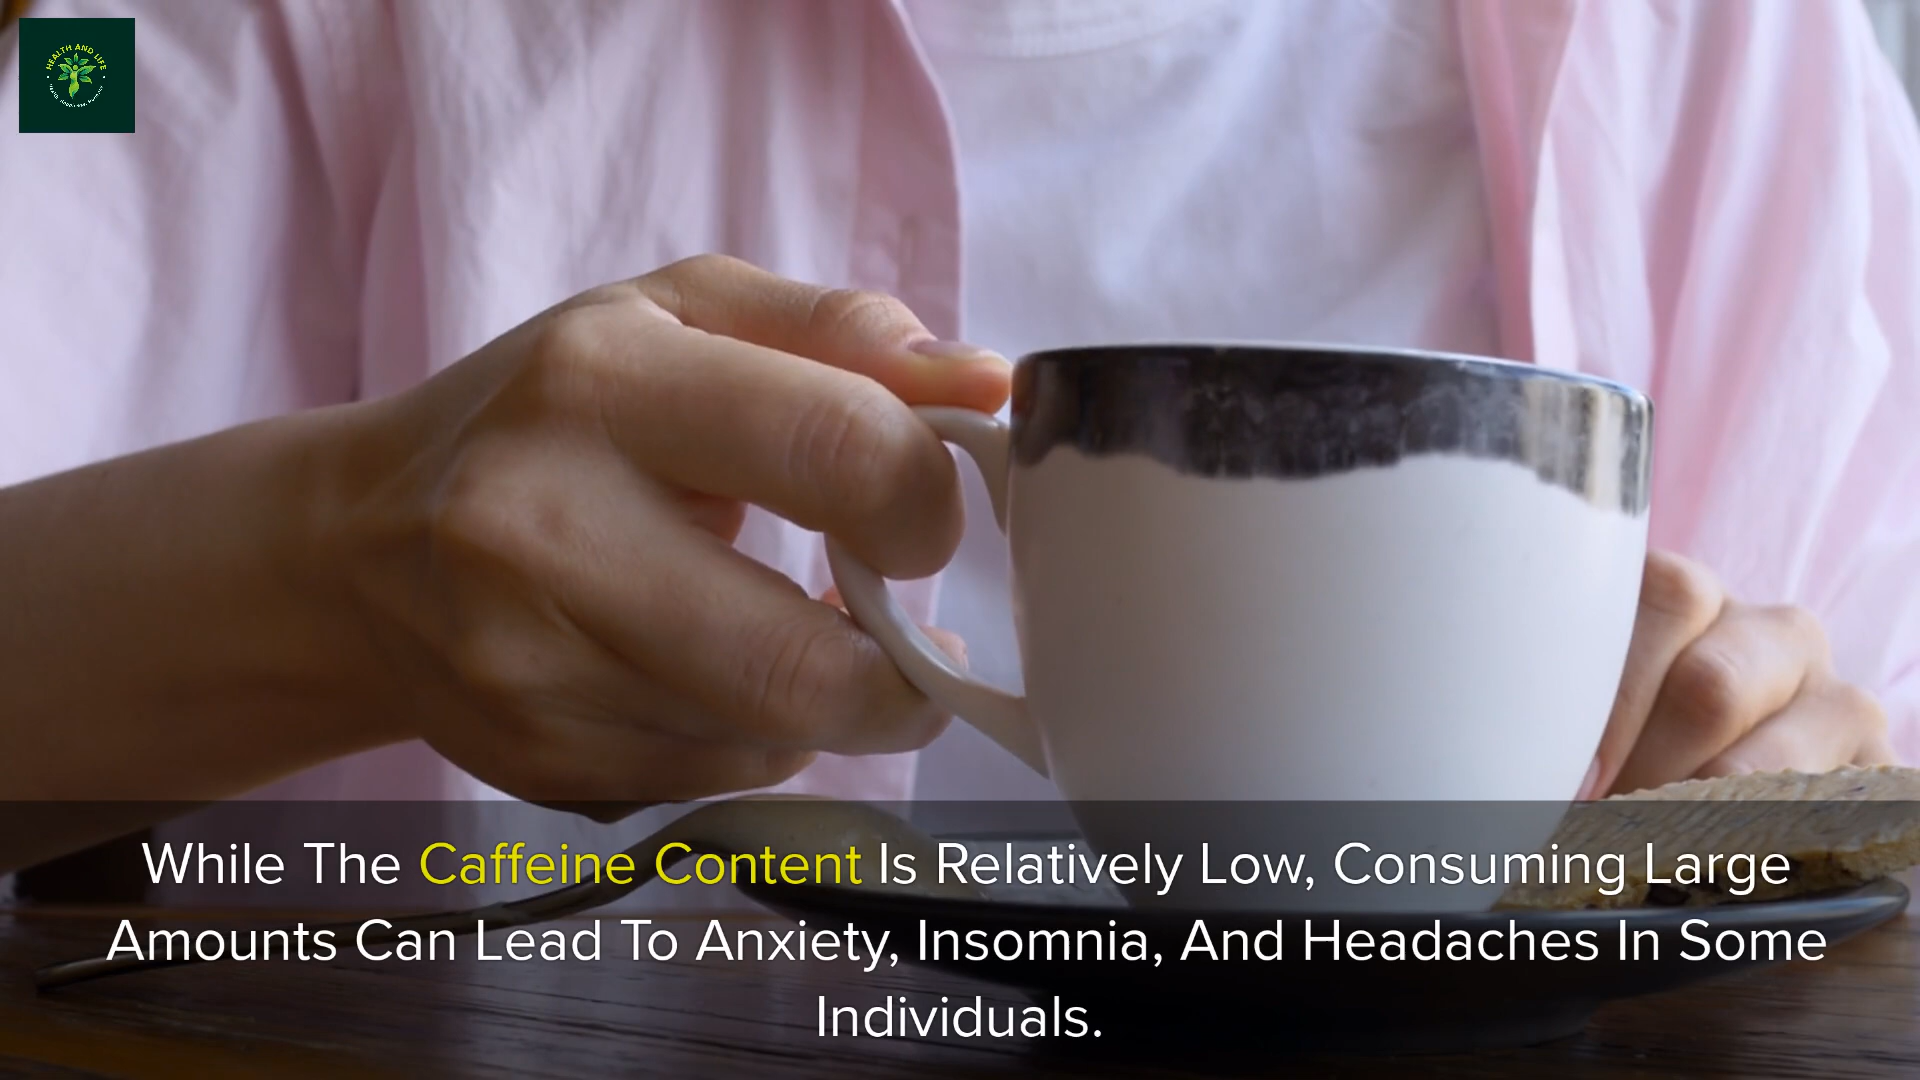 HEALTH AND LIFE
While The Caffeine Content Is Relatively Low, Consuming Large
Amounts Can Lead To Anxiety, Insomnia, And Headaches In Some
Individuals.